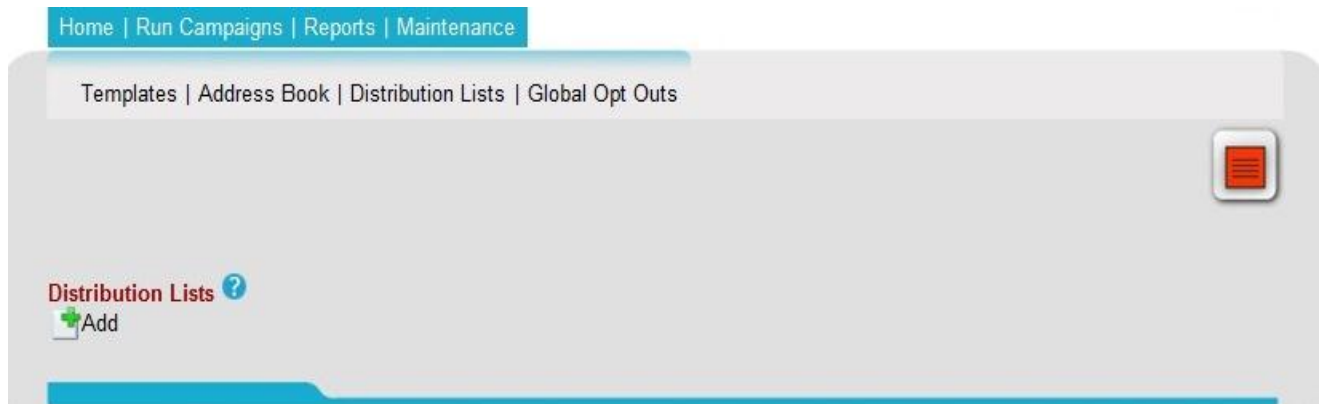 Home | Run Campaigns | Reports | Maintenance
Templates | Address Book | Distribution Lists | Global Opt Outs
Distribution Lists ?
Add